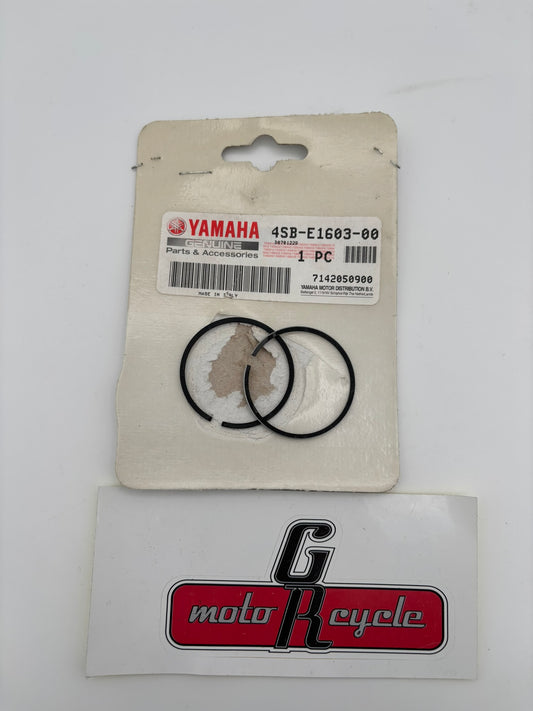 YAMAHA
GENUINE
Parts & Accessories
4SB-E1603-00
1 PC
7142050900
YAMAHA MOTOR DISTRIBUTION B.V.
MADE IN ITALY
GR
moto cycle